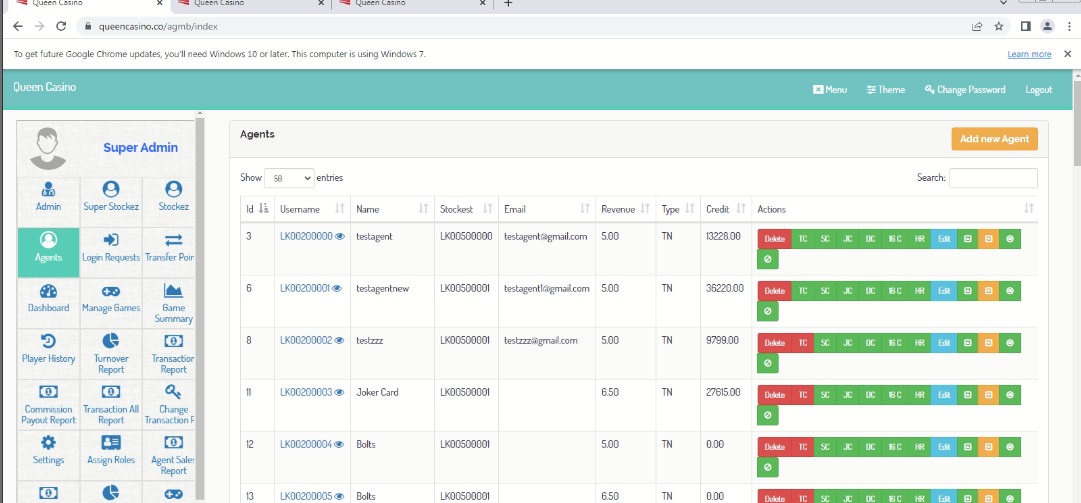 Queen Casino × Queen Casino × Queen Casino × +
queencasino.co/agmb/index
To get future Google Chrome updates, you'll need Windows 10 or later. This computer is using Windows 7. Learn more ×
Queen Casino Menu Theme Change Password Logout
Super Admin
Admin Super Stockez Stockez
Agents Login Requests Transfer Poin
Dashboard Manage Games Game Summary
Player History Turnover Report Transaction Report
Commission Payout Report Transaction All Report Change Transaction P
Settings Assign Roles Agent Sales Report
Agents Add new Agent
Show 50 entries Search:
Id Username Name Stockest Email Revenue Type Credit Actions
3 LK00200000 testagent LK00500000 testagent@gmail.com 5.00 TN 13228.00 Delete TC SC JC DC 16 C HR Edit
6 LK00200001 testagentnew LK00500001 testagent1@gmail.com 5.00 TN 36220.00 Delete TC SC JC DC 16 C HR Edit
8 LK00200002 testzzz LK00500001 testzzz@gmail.com 5.00 TN 9799.00 Delete TC SC JC DC 16 C HR Edit
11 LK00200003 Joker Card LK00500001 6.50 TN 27615.00 Delete TC SC JC DC 16 C HR Edit
12 LK00200004 Bolts LK00500001 5.00 TN 0.00 Delete TC SC JC DC 16 C HR Edit
13 LK00200005 Bolts LK00500001 6.50 TN 0.00 Delete TC SC JC DC 16 C HR Edit